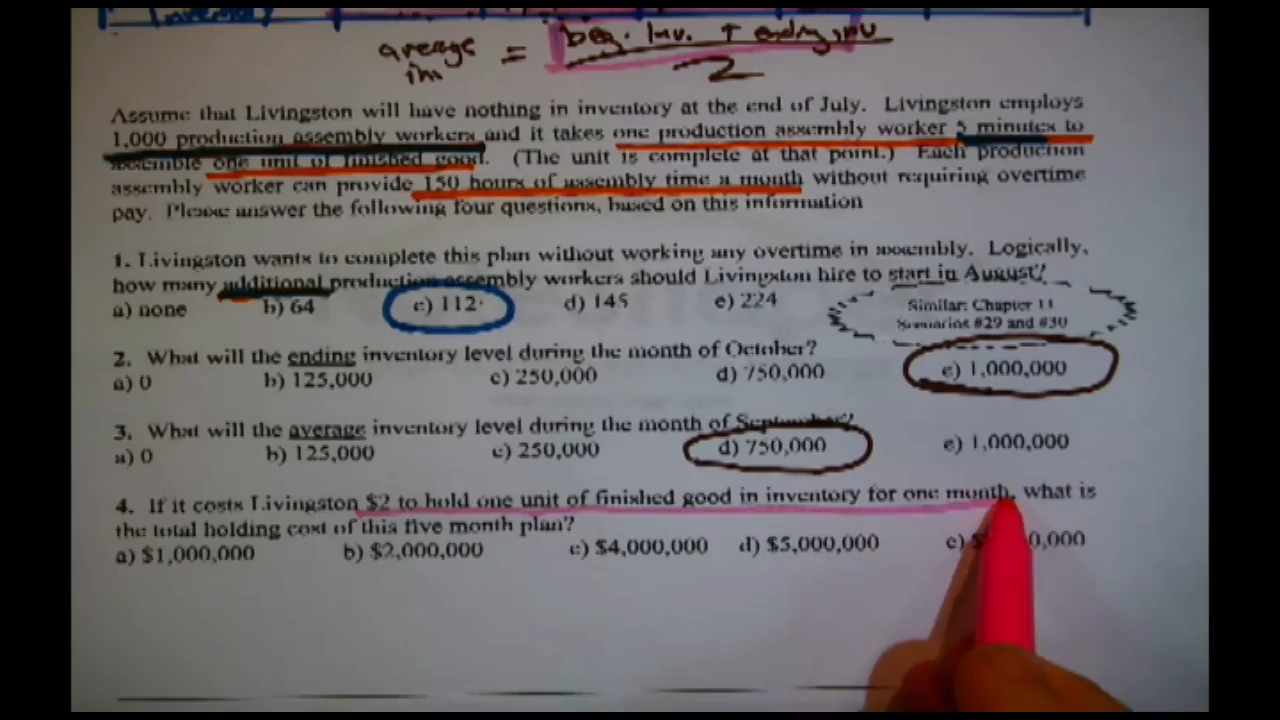 Inventory
average inv = beg. Inv. + ending inv
2
Assume that Livingston will have nothing in inventory at the end of July. Livingston employs
1,000 production assembly workers and it takes one production assembly worker 5 minutes to
assemble one unit of finished good. (The unit is complete at that point.) Each production
assembly worker can provide 150 hours of assembly time a month without requiring overtime
pay. Please answer the following four questions, based on this information
1. Livingston wants to complete this plan without working any overtime in assembly. Logically,
how many additional production assembly workers should Livingston hire to start in August?
a) none b) 64 c) 112 d) 145 e) 224
Similar: Chapter 11
Scenarios #29 and #30
2. What will the ending inventory level during the month of October?
a) 0 b) 125,000 c) 250,000 d) 750,000 e) 1,000,000
3. What will the average inventory level during the month of September?
a) 0 b) 125,000 c) 250,000 d) 750,000 e) 1,000,000
4. If it costs Livingston $2 to hold one unit of finished good in inventory for one month, what is
the total holding cost of this five month plan?
a) $1,000,000 b) $2,000,000 c) $4,000,000 d) $5,000,000 e)